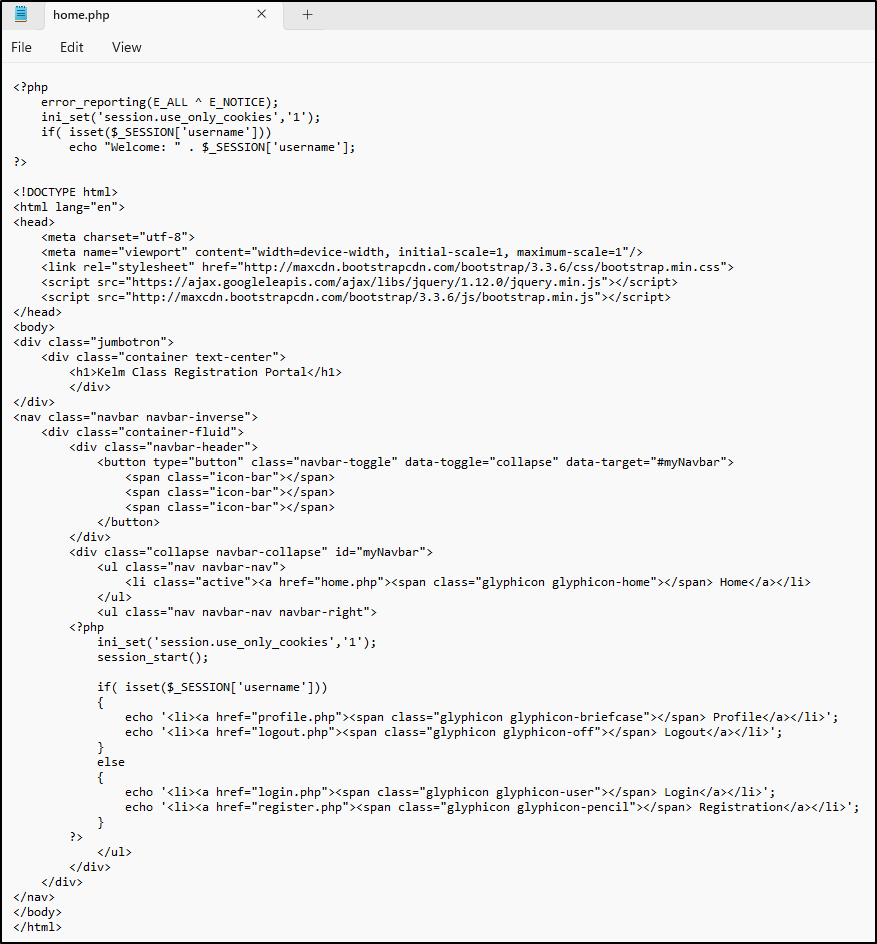 home.php
File Edit View
<?php
    error_reporting(E_ALL ^ E_NOTICE);
    ini_set('session.use_only_cookies','1');
    if( isset($_SESSION['username']))
        echo "Welcome: " . $_SESSION['username'];
?>

<!DOCTYPE html>
<html lang="en">
<head>
    <meta charset="utf-8">
    <meta name="viewport" content="width=device-width, initial-scale=1, maximum-scale=1"/>
    <link rel="stylesheet" href="http://maxcdn.bootstrapcdn.com/bootstrap/3.3.6/css/bootstrap.min.css">
    <script src="https://ajax.googleleapis.com/ajax/libs/jquery/1.12.0/jquery.min.js"></script>
    <script src="http://maxcdn.bootstrapcdn.com/bootstrap/3.3.6/js/bootstrap.min.js"></script>
</head>
<body>
<div class="jumbotron">
    <div class="container text-center">
        <h1>Kelm Class Registration Portal</h1>
        </div>
</div>
<nav class="navbar navbar-inverse">
    <div class="container-fluid">
        <div class="navbar-header">
            <button type="button" class="navbar-toggle" data-toggle="collapse" data-target="#myNavbar">
                <span class="icon-bar"></span>
                <span class="icon-bar"></span>
                <span class="icon-bar"></span>
            </button>
        </div>
        <div class="collapse navbar-collapse" id="myNavbar">
            <ul class="nav navbar-nav">
                <li class="active"><a href="home.php"><span class="glyphicon glyphicon-home"></span> Home</a></li>
            </ul>
            <ul class="nav navbar-nav navbar-right">
        <?php
            ini_set('session.use_only_cookies','1');
            session_start();

            if( isset($_SESSION['username']))
            {
                echo '<li><a href="profile.php"><span class="glyphicon glyphicon-briefcase"></span> Profile</a></li>';
                echo '<li><a href="logout.php"><span class="glyphicon glyphicon-off"></span> Logout</a></li>';
            }
            else
            {
                echo '<li><a href="login.php"><span class="glyphicon glyphicon-user"></span> Login</a></li>';
                echo '<li><a href="register.php"><span class="glyphicon glyphicon-pencil"></span> Registration</a></li>';
            }
        ?>
            </ul>
        </div>
    </div>
</nav>
</body>
</html>